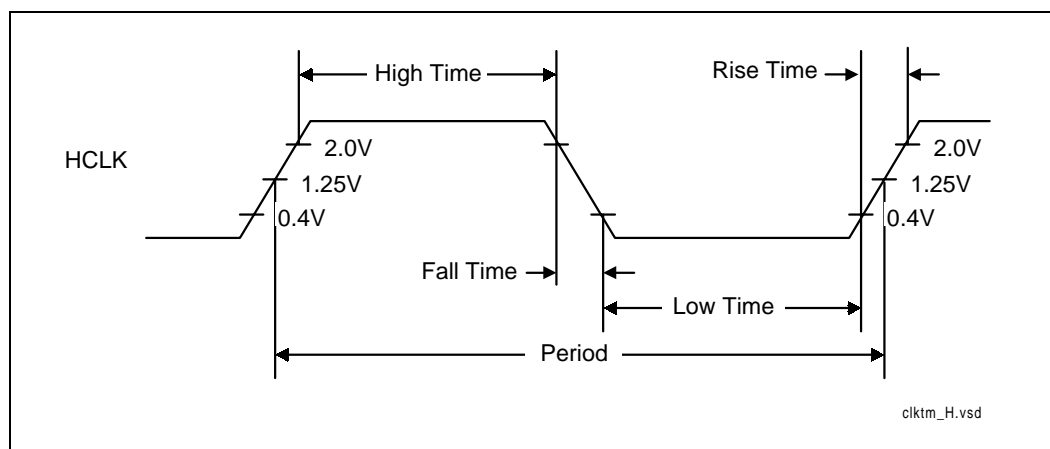 High Time
Rise Time
HCLK
2.0V
2.0V
1.25V
1.25V
0.4V
0.4V
Fall Time
Low Time
Period
clktm_H.vsd